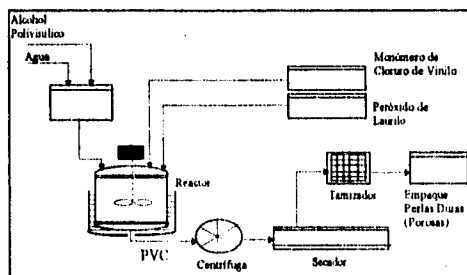 Alcohol
Polivinílico
Agua
Monómero de
Cloruro de Vinilo
Peróxido de
Laurilo
Reactor
Tamizador
Empaque
Perlas Duras
(Porosas)
PVC
Centrífuga
Secador